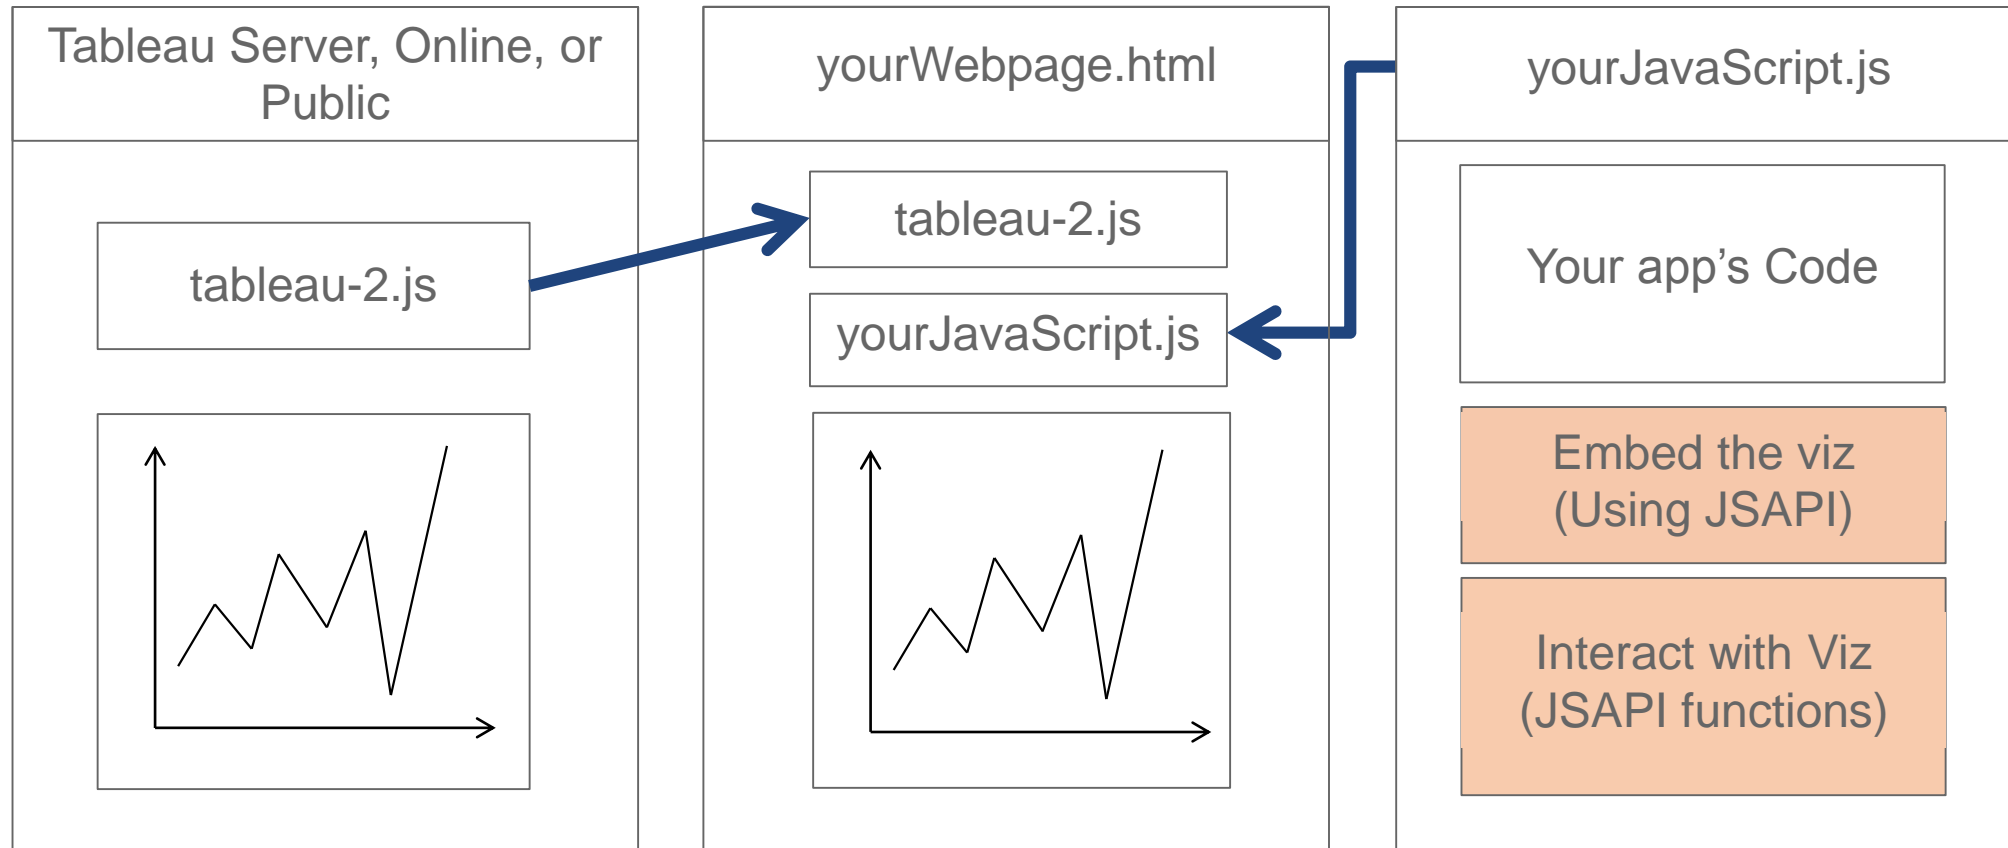 Tableau Server, Online, or
Public
tableau-2.js
yourWebpage.html
tableau-2.js
yourJavaScript.js
yourJavaScript.js
Your app’s Code
Embed the viz
(Using JSAPI)
Interact with Viz
(JSAPI functions)